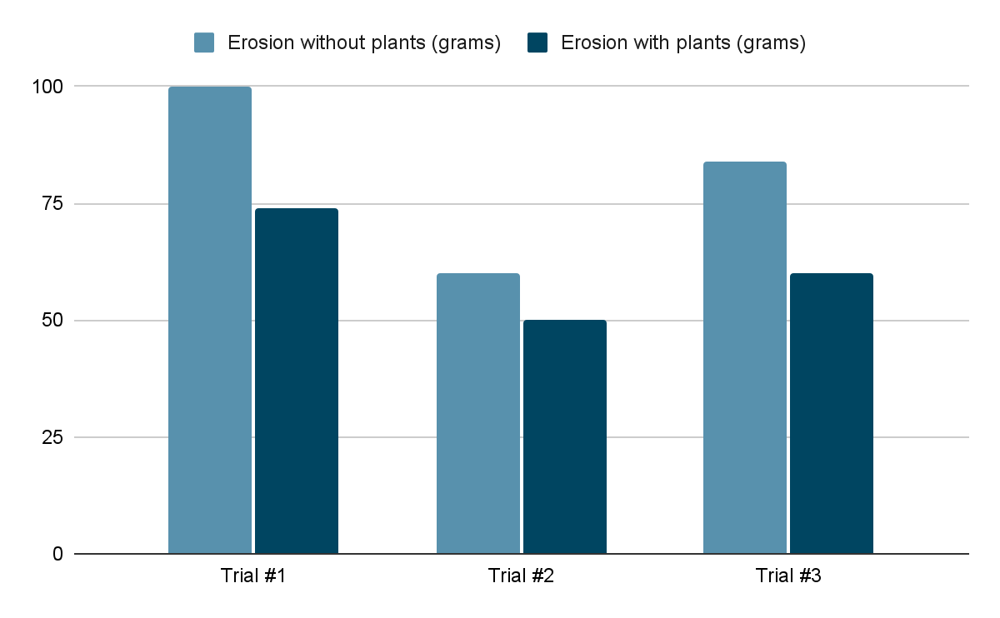 Erosion without plants (grams) Erosion with plants (grams)
100
75
50
25
0
Trial #1 Trial #2 Trial #3